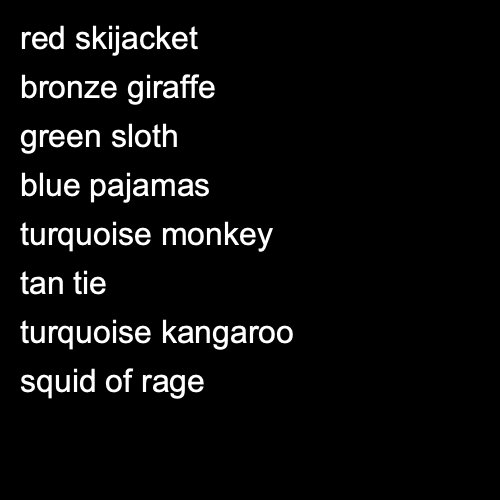 red skijacket
bronze giraffe
green sloth
blue pajamas
turquoise monkey
tan tie
turquoise kangaroo
squid of rage